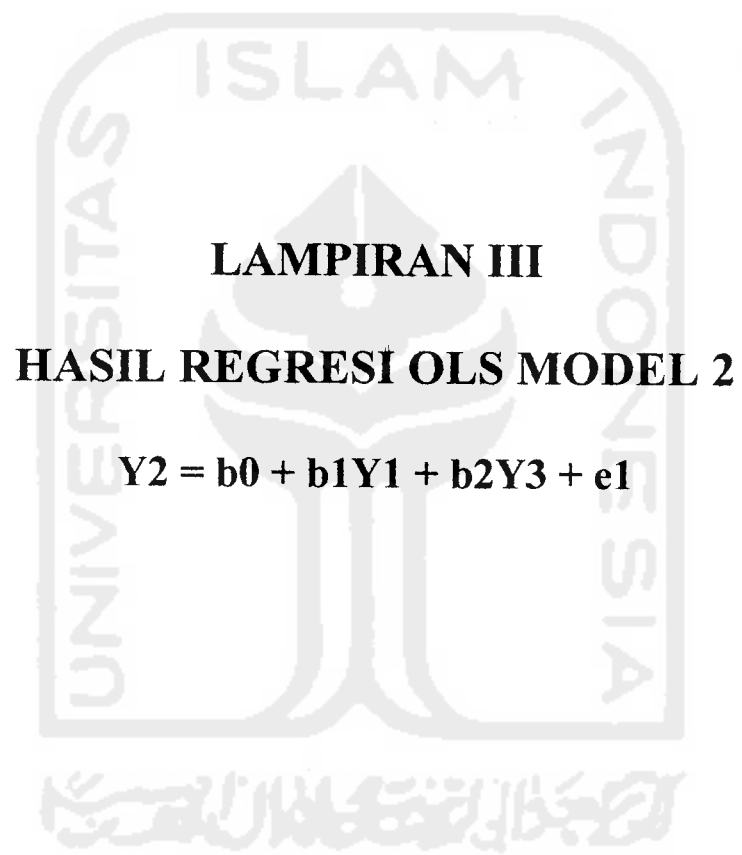 UNIVERSITAS ISLAM INDONESIA
LAMPIRAN III
HASIL REGRESI OLS MODEL 2
Y2 = b0 + b1Y1 + b2Y3 + e1